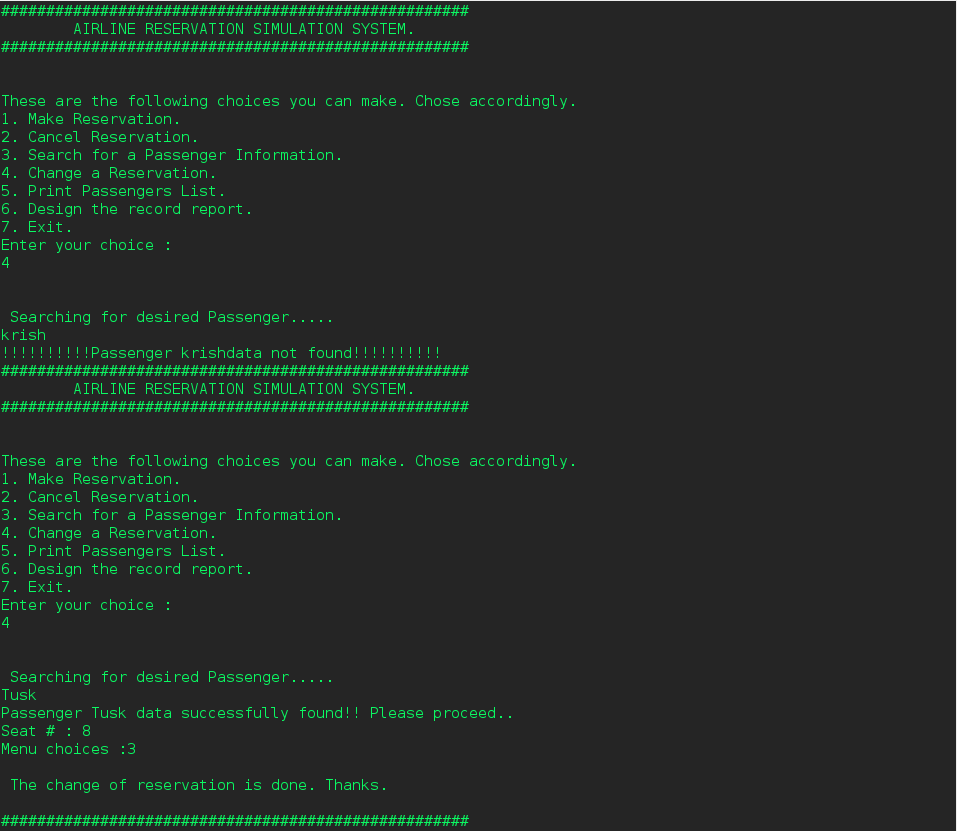 ####################################################
AIRLINE RESERVATION SIMULATION SYSTEM.
####################################################
These are the following choices you can make. Chose accordingly.
1. Make Reservation.
2. Cancel Reservation.
3. Search for a Passenger Information.
4. Change a Reservation.
5. Print Passengers List.
6. Design the record report.
7. Exit.
Enter your choice :
4
Searching for desired Passenger.....
krish
!!!!!!!!!!Passenger krishdata not found!!!!!!!!!!
####################################################
AIRLINE RESERVATION SIMULATION SYSTEM.
####################################################
These are the following choices you can make. Chose accordingly.
1. Make Reservation.
2. Cancel Reservation.
3. Search for a Passenger Information.
4. Change a Reservation.
5. Print Passengers List.
6. Design the record report.
7. Exit.
Enter your choice :
4
Searching for desired Passenger.....
Tusk
Passenger Tusk data successfully found!! Please proceed..
Seat # : 8
Menu choices :3
The change of reservation is done. Thanks.
####################################################